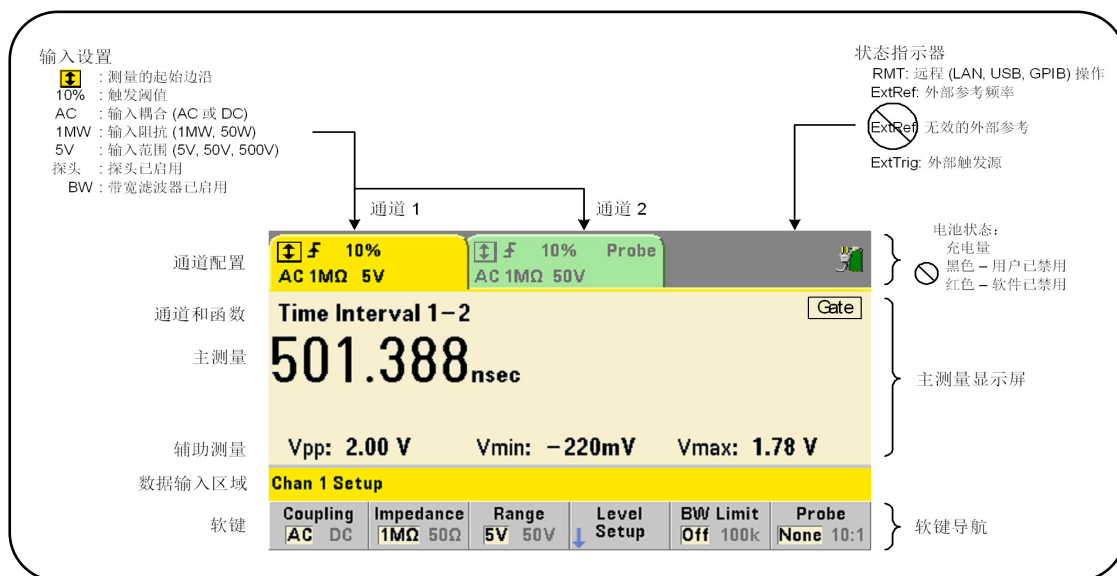 输入设置
: 测量的起始边沿
10% : 触发阈值
AC : 输入耦合 (AC 或 DC)
1MW : 输入阻抗 (1MW, 50W)
5V : 输入范围 (5V, 50V, 500V)
探头 : 探头已启用
BW : 带宽滤波器已启用
状态指示器
RMT: 远程 (LAN, USB, GPIB) 操作
ExtRef: 外部参考频率
ExtRef: 无效的外部参考
ExtTrig: 外部触发源
通道 1
通道 2
电池状态:
充电量
黑色 – 用户已禁用
红色 – 软件已禁用
通道配置
10%
AC 1MΩ 5V
10% Probe
AC 1MΩ 50V
通道和函数
Time Interval 1-2
Gate
主测量
501.388 nsec
主测量显示屏
辅助测量
Vpp: 2.00 V Vmin: -220mV Vmax: 1.78 V
数据输入区域
Chan 1 Setup
软键
Coupling
AC DC
Impedance
1MΩ 50Ω
Range
5V 50V
Level
Setup
BW Limit
Off 100k
Probe
None 10:1
软键导航